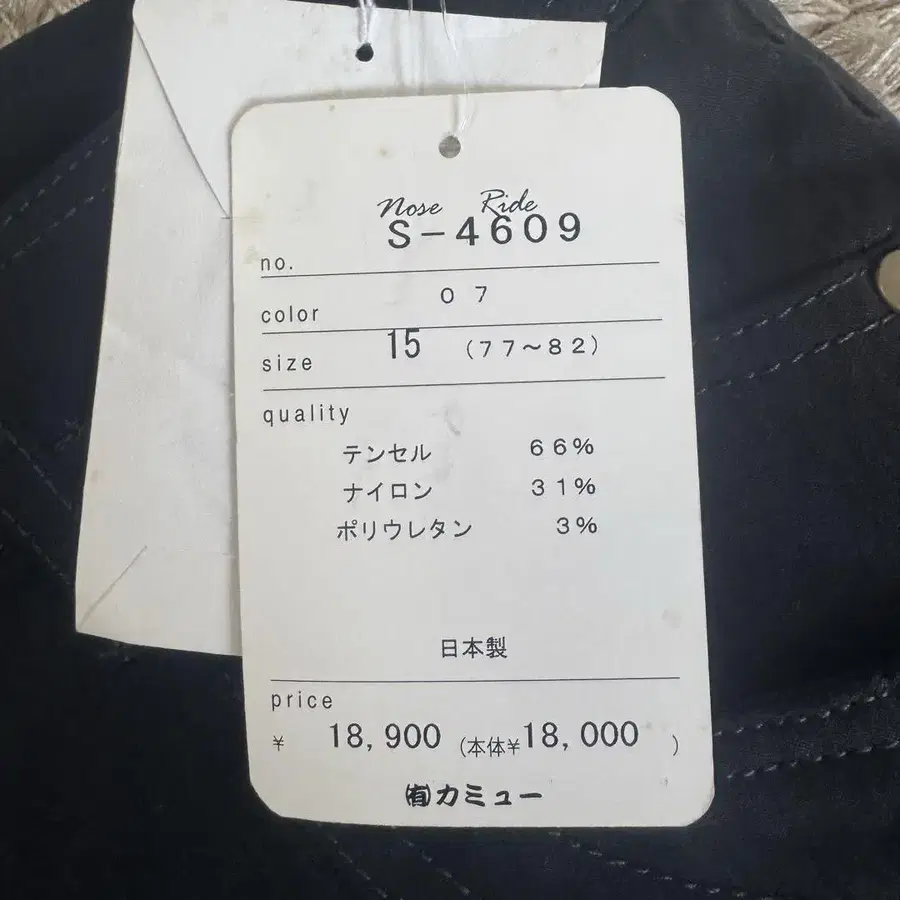 Nose Ride
no. S-4609
color 07
size 15 (77~82)
quality
テンセル 66%
ナイロン 31%
ポリウレタン 3%
日本製
price
¥ 18,900 (本体¥18,000 )
㈲カミュー